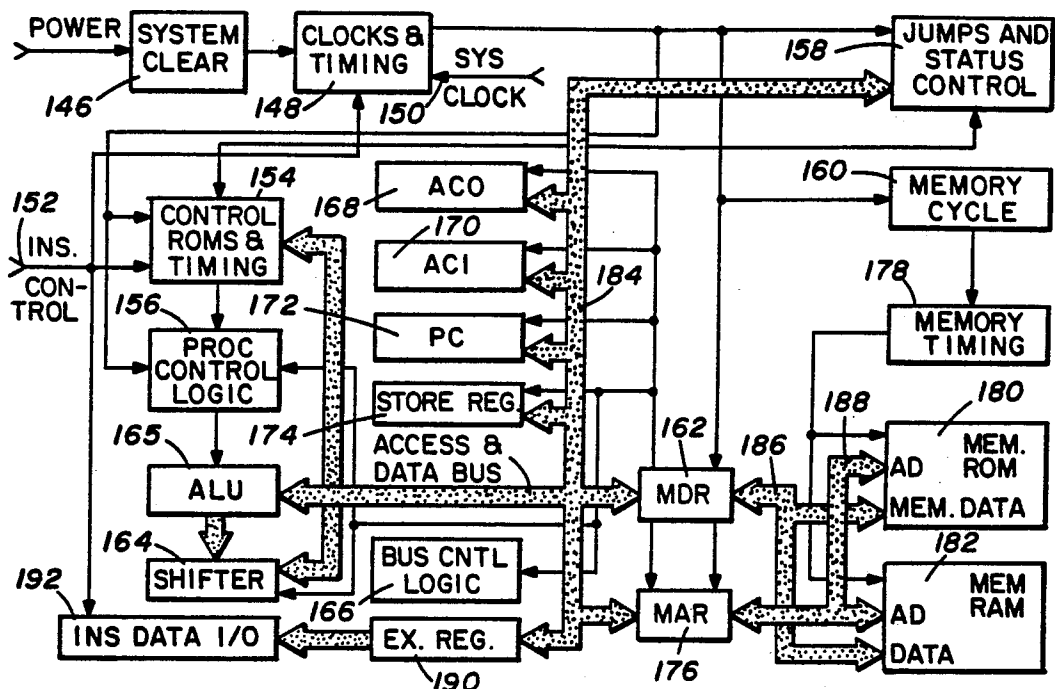 POWER
SYSTEM
CLEAR
146
CLOCKS &
TIMING
148
SYS
CLOCK
150
158
JUMPS AND
STATUS
CONTROL
152
INS.
CON-
TROL
154
CONTROL
ROMS &
TIMING
168
ACO
170
ACI
184
160
MEMORY
CYCLE
156
PROC
CONTROL
LOGIC
172
PC
178
MEMORY
TIMING
174
STORE REG.
ACCESS &
DATA BUS
165
ALU
162
MDR
186
188
180
MEM.
ROM
AD
MEM. DATA
164
SHIFTER
166
BUS CNTL
LOGIC
182
MEM
RAM
AD
DATA
192
INS DATA I/O
EX. REG.
190
MAR
176